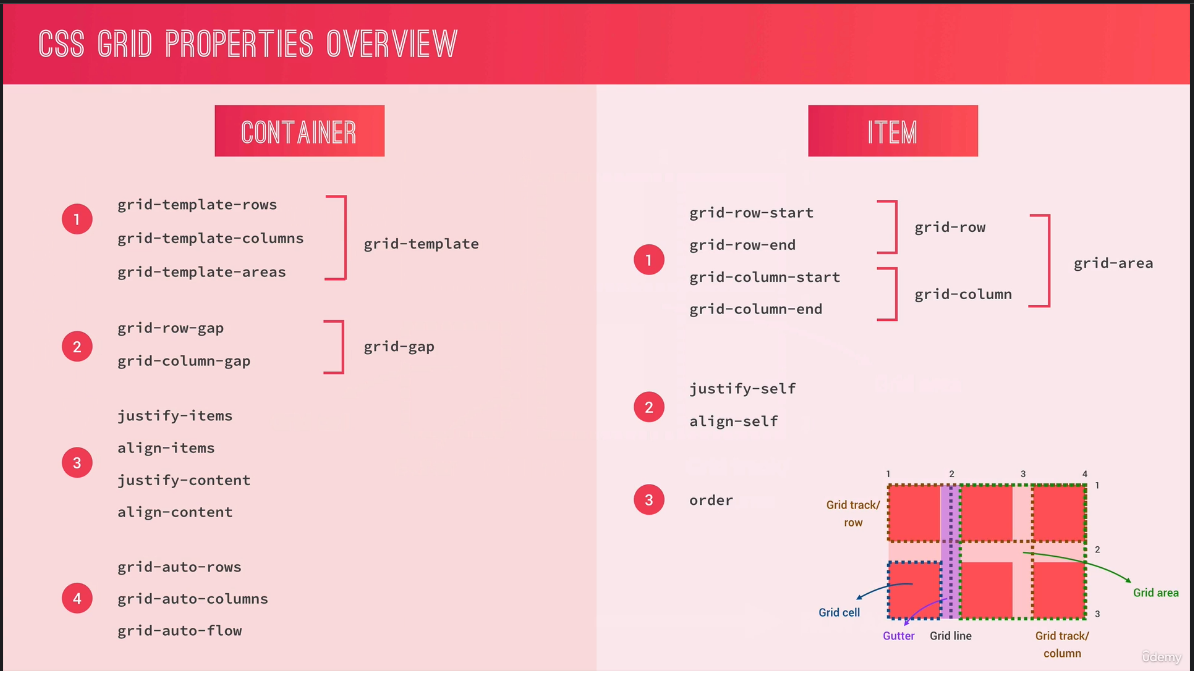 CSS GRID PROPERTIES OVERVIEW
CONTAINER
1
grid-template-rows
grid-template-columns
grid-template-areas
grid-template
2
grid-row-gap
grid-column-gap
grid-gap
3
justify-items
align-items
justify-content
align-content
4
grid-auto-rows
grid-auto-columns
grid-auto-flow
ITEM
1
grid-row-start
grid-row-end
grid-column-start
grid-column-end
grid-row
grid-column
grid-area
2
justify-self
align-self
3
order
1 2 3 4
1
2
3
Grid track/
row
Grid cell
Gutter
Grid line
Grid track/
column
Grid area
ûdemy